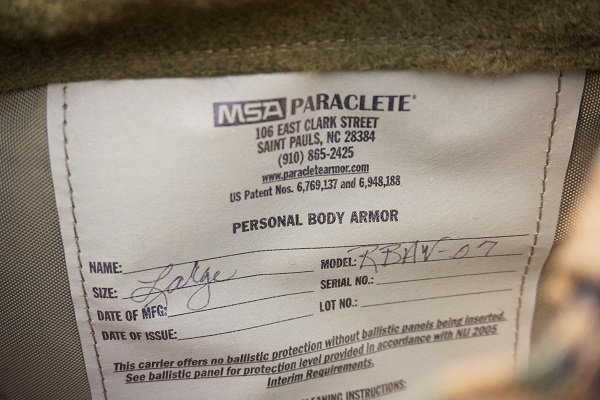 MSA PARACLETE®
106 EAST CLARK STREET
SAINT PAULS, NC 28384
(910) 865-2425
www.paracletearmor.com
US Patent Nos. 6,769,137 and 6,948,188
PERSONAL BODY ARMOR
NAME: MODEL: RBAV-07
SIZE: Large SERIAL NO.:
DATE OF MFG: LOT NO.:
DATE OF ISSUE:
This carrier offers no ballistic protection without ballistic panels being inserted.
See ballistic panel for protection level provided in accordance with NIJ 2005
Interim Requirements.
CLEANING INSTRUCTIONS: